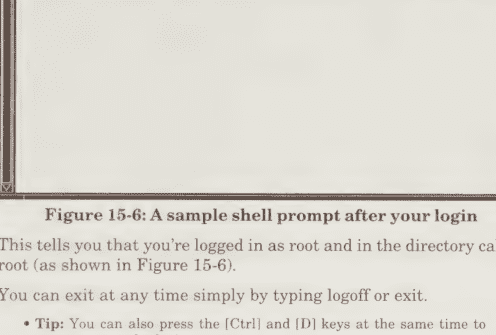 Figure 15-6: A sample shell prompt after your login
This tells you that you're logged in as root and in the directory
root (as shown in Figure 15-6).
You can exit at any time simply by typing logoff or exit.
• Tip: You can also press the [Ctrl] and [D] keys at the same time to